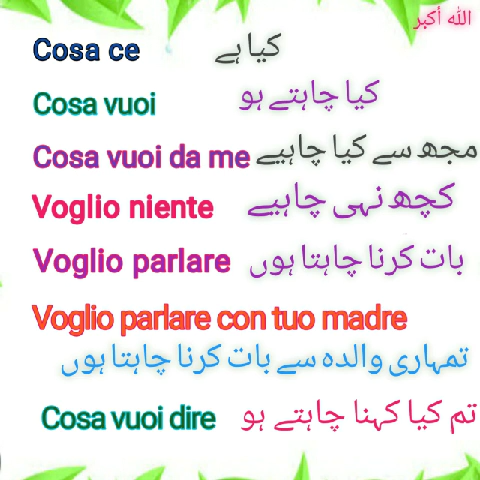 الله أكبر
Cosa ce کیا ہے
Cosa vuoi کیا چاہتے ہو
Cosa vuoi da me مجھ سے کیا چاہیے
Voglio niente کچھ نہی چاہیے
Voglio parlare بات کرنا چاہتا ہوں
Voglio parlare con tuo madre
تمہاری والدہ سے بات کرنا چاہتا ہوں
Cosa vuoi dire تم کیا کہنا چاہتے ہو